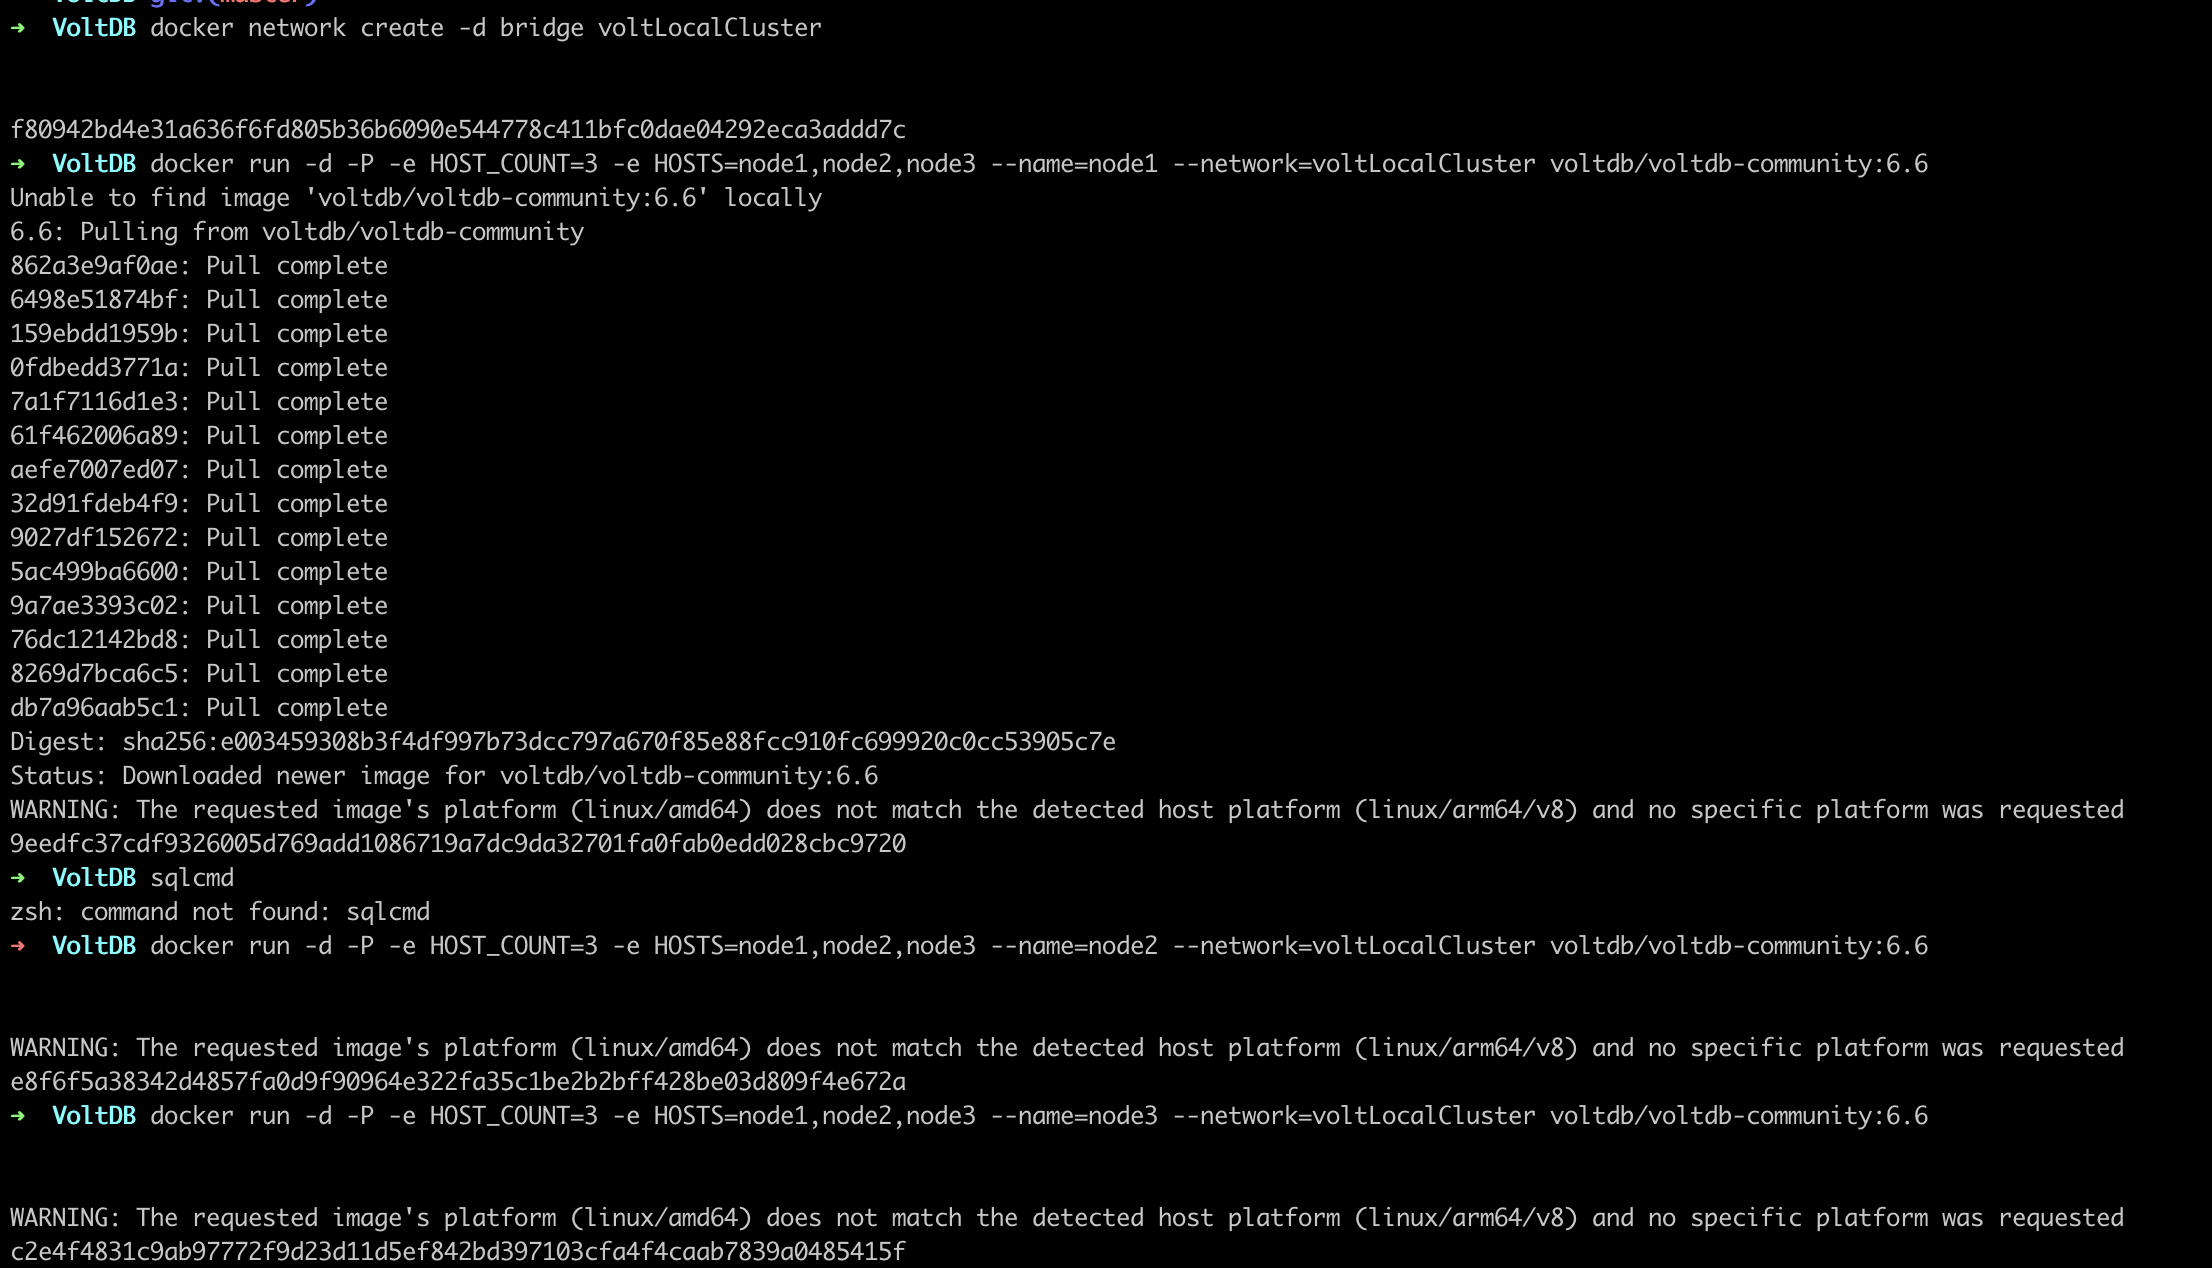 VoltDB git:(master)
➜  VoltDB docker network create -d bridge voltLocalCluster
f80942bd4e31a636f6fd805b36b6090e544778c411bfc0dae04292eca3addd7c
➜  VoltDB docker run -d -P -e HOST_COUNT=3 -e HOSTS=node1,node2,node3 --name=node1 --network=voltLocalCluster voltdb/voltdb-community:6.6
Unable to find image 'voltdb/voltdb-community:6.6' locally
6.6: Pulling from voltdb/voltdb-community
862a3e9af0ae: Pull complete
6498e51874bf: Pull complete
159ebdd1959b: Pull complete
0fdbedd3771a: Pull complete
7a1f7116d1e3: Pull complete
61f462006a89: Pull complete
aefe7007ed07: Pull complete
32d91fdeb4f9: Pull complete
9027df152672: Pull complete
5ac499ba6600: Pull complete
9a7ae3393c02: Pull complete
76dc12142bd8: Pull complete
8269d7bca6c5: Pull complete
db7a96aab5c1: Pull complete
Digest: sha256:e003459308b3f4df997b73dcc797a670f85e88fcc910fc699920c0cc53905c7e
Status: Downloaded newer image for voltdb/voltdb-community:6.6
WARNING: The requested image's platform (linux/amd64) does not match the detected host platform (linux/arm64/v8) and no specific platform was requested
9eedfc37cdf9326005d769add1086719a7dc9da32701fa0fab0edd028cbc9720
➜  VoltDB sqlcmd
zsh: command not found: sqlcmd
➜  VoltDB docker run -d -P -e HOST_COUNT=3 -e HOSTS=node1,node2,node3 --name=node2 --network=voltLocalCluster voltdb/voltdb-community:6.6
WARNING: The requested image's platform (linux/amd64) does not match the detected host platform (linux/arm64/v8) and no specific platform was requested
e8f6f5a38342d4857fa0d9f90964e322fa35c1be2b2bff428be03d809f4e672a
➜  VoltDB docker run -d -P -e HOST_COUNT=3 -e HOSTS=node1,node2,node3 --name=node3 --network=voltLocalCluster voltdb/voltdb-community:6.6
WARNING: The requested image's platform (linux/amd64) does not match the detected host platform (linux/arm64/v8) and no specific platform was requested
c2e4f4831c9ab97772f9d23d11d5ef842bd397103cfa4f4caab7839a0485415f